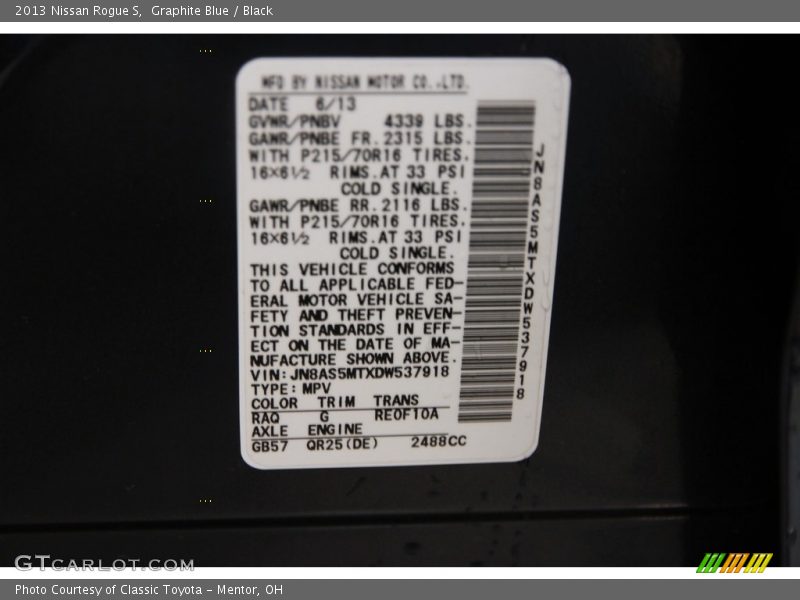 2013 Nissan Rogue S,  Graphite Blue / Black
MFD BY NISSAN MOTOR CO.,LTD.
DATE 6/13
GVWR/PNBV 4339 LBS.
GAWR/PNBE FR. 2315 LBS.
WITH P215/70R16 TIRES.
16×6½ RIMS.AT 33 PSI
COLD SINGLE.
GAWR/PNBE RR. 2116 LBS.
WITH P215/70R16 TIRES.
16×6½ RIMS.AT 33 PSI
COLD SINGLE.
THIS VEHICLE CONFORMS
TO ALL APPLICABLE FED-
ERAL MOTOR VEHICLE SA-
FETY AND THEFT PREVEN-
TION STANDARDS IN EFF-
ECT ON THE DATE OF MA-
NUFACTURE SHOWN ABOVE.
VIN:JN8AS5MTXDW537918
TYPE:MPV
COLOR TRIM TRANS
RAQ G RE0F10A
AXLE ENGINE
GB57 QR25(DE) 2488CC
JN8AS5MTXDW537918
GTCARLOT.COM
Photo Courtesy of Classic Toyota - Mentor, OH